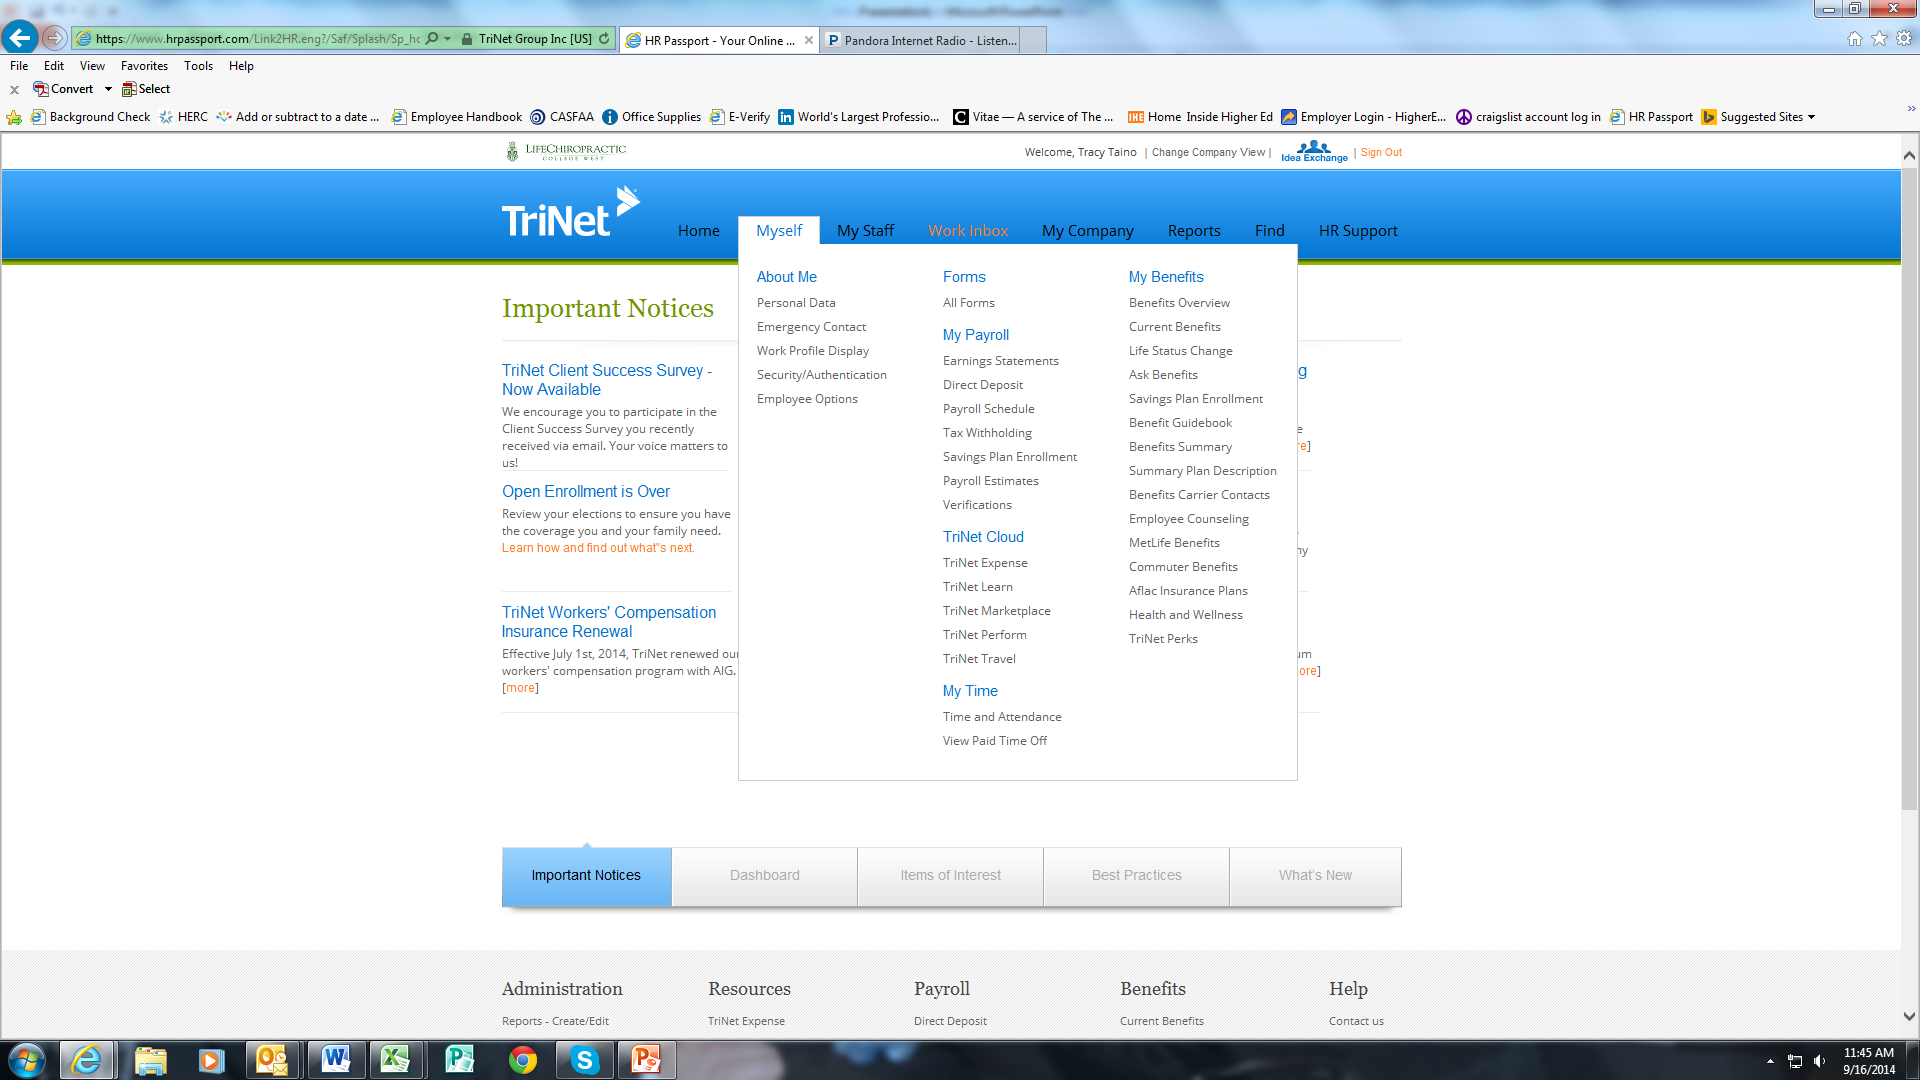 https://www.hrpassport.com/Link2HR.eng?/Saf/Splash/Sp_hc
TriNet Group Inc [US]
HR Passport - Your Online ...
Pandora Internet Radio - Listen...
File Edit View Favorites Tools Help
Convert Select
Background Check HERC Add or subtract to a date ... Employee Handbook CASFAA Office Supplies E-Verify World's Largest Professio... Vitae — A service of The ... Home Inside Higher Ed Employer Login - HigherE... craigslist account log in HR Passport Suggested Sites
LIFECHIROPRACTIC
COLLEGE WEST
Welcome, Tracy Taino | Change Company View | Idea Exchange | Sign Out
TriNet
Home Myself My Staff Work Inbox My Company Reports Find HR Support
About Me
Personal Data
Emergency Contact
Work Profile Display
Security/Authentication
Employee Options
Forms
All Forms
My Payroll
Earnings Statements
Direct Deposit
Payroll Schedule
Tax Withholding
Savings Plan Enrollment
Payroll Estimates
Verifications
TriNet Cloud
TriNet Expense
TriNet Learn
TriNet Marketplace
TriNet Perform
TriNet Travel
My Time
Time and Attendance
View Paid Time Off
My Benefits
Benefits Overview
Current Benefits
Life Status Change
Ask Benefits
Savings Plan Enrollment
Benefit Guidebook
Benefits Summary
Summary Plan Description
Benefits Carrier Contacts
Employee Counseling
MetLife Benefits
Commuter Benefits
Aflac Insurance Plans
Health and Wellness
TriNet Perks
Important Notices
TriNet Client Success Survey -
Now Available
We encourage you to participate in the
Client Success Survey you recently
received via email. Your voice matters to
us!
Open Enrollment is Over
Review your elections to ensure you have
the coverage you and your family need.
Learn how and find out what"s next.
TriNet Workers' Compensation
Insurance Renewal
Effective July 1st, 2014, TriNet renewed our
workers' compensation program with AIG.
[more]
Important Notices Dashboard Items of Interest Best Practices What's New
Administration Resources Payroll Benefits Help
Reports - Create/Edit TriNet Expense Direct Deposit Current Benefits Contact us
11:45 AM
9/16/2014